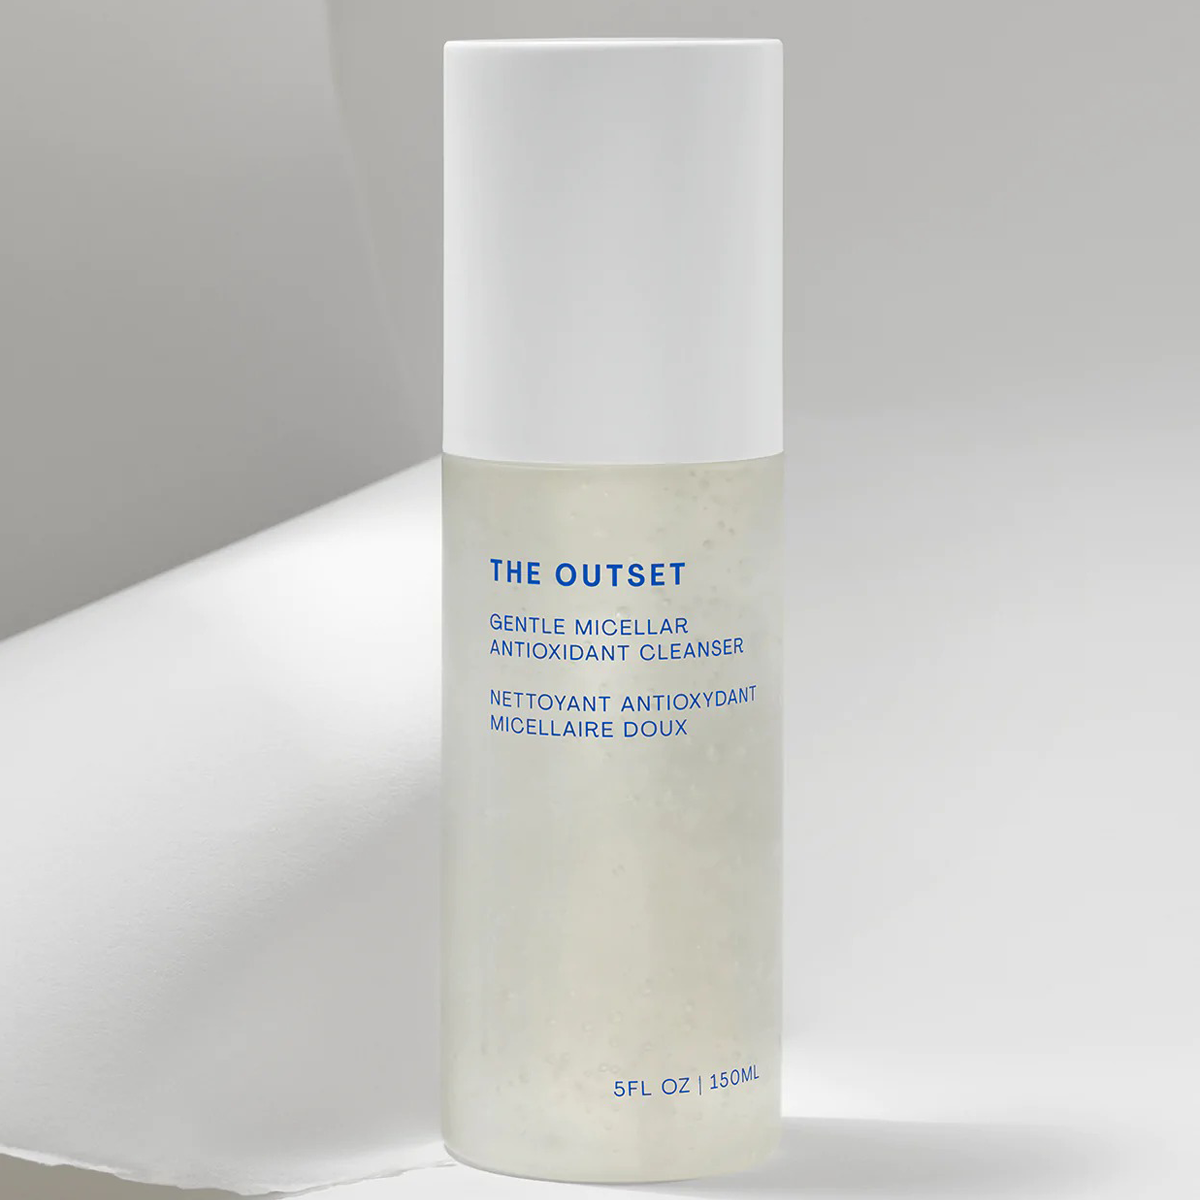 THE OUTSET
GENTLE MICELLAR
ANTIOXIDANT CLEANSER
NETTOYANT ANTIOXYDANT
MICELLAIRE DOUX
5FL OZ | 150ML